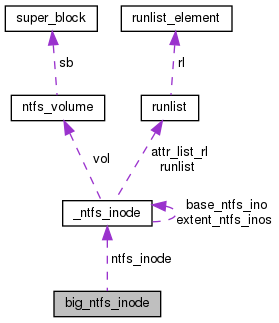 super_block
runlist_element
sb
rl
ntfs_volume
runlist
vol
attr_list_rl
runlist
_ntfs_inode
base_ntfs_ino
extent_ntfs_inos
ntfs_inode
big_ntfs_inode